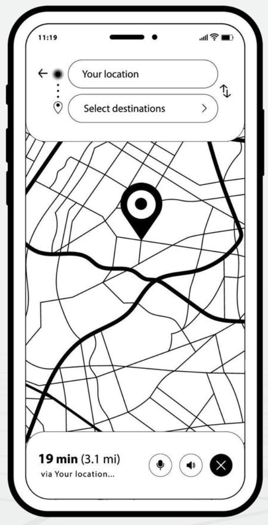 11:19
Your location
Select destinations
19 min (3.1 mi)
via Your location...